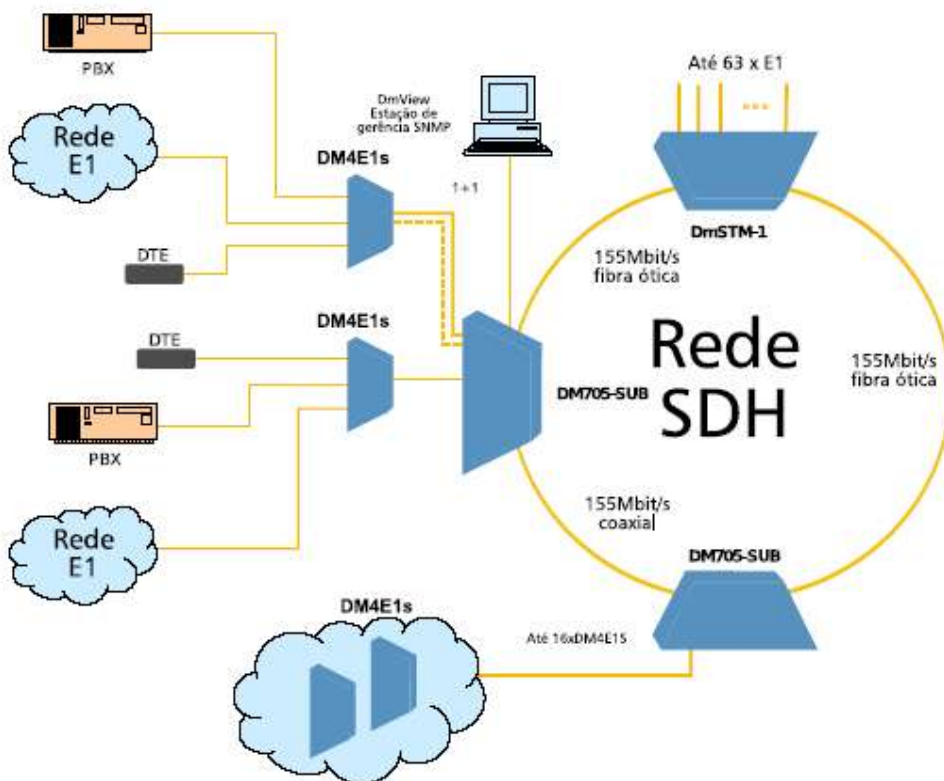 PBX
Rede
E1
DTE
DM4E1s
DmView
Estação de
gerência SNMP
1+1
Até 63 x E1
DmSTM-1
155Mbit/s
fibra ótica
DTE
DM4E1s
PBX
Rede
E1
DM705-SUB
Rede
SDH
155Mbit/s
fibra ótica
155Mbit/s
coaxial
DM705-SUB
DM4E1s
Até 16xDM4E1S